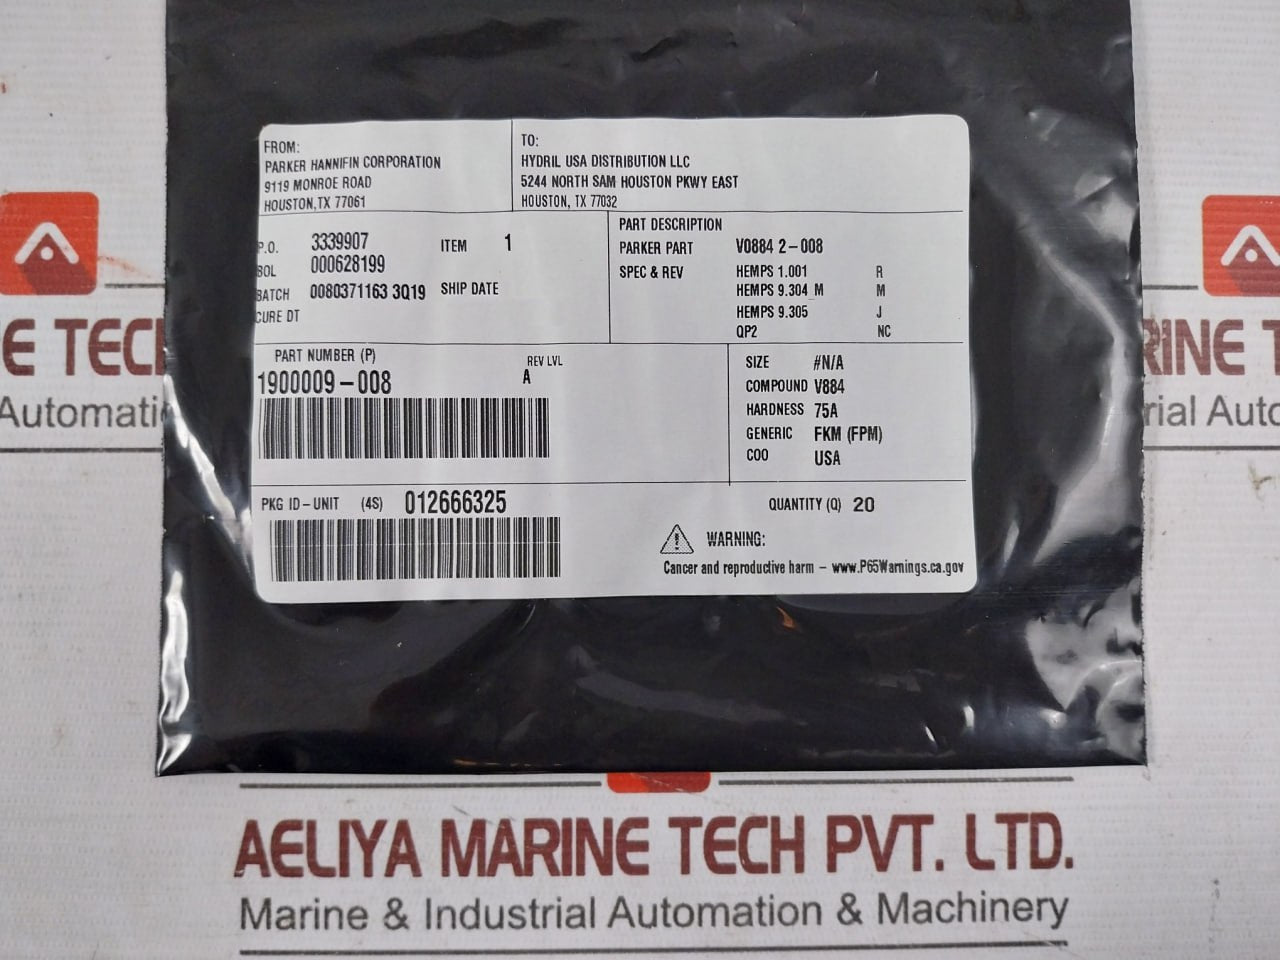 FROM:
PARKER HANNIFIN CORPORATION
9119 MONROE ROAD
HOUSTON,TX 77061
TO:
HYDRIL USA DISTRIBUTION LLC
5244 NORTH SAM HOUSTON PKWY EAST
HOUSTON, TX 77032
P.O. 3339907 ITEM 1
BOL 000628199
BATCH 0080371163 3Q19 SHIP DATE
CURE DT
PART DESCRIPTION
PARKER PART V0884 2-008
SPEC & REV HEMPS 1.001 R
HEMPS 9.304_M M
HEMPS 9.305 J
QP2 NC
PART NUMBER (P) REV LVL
1900009-008 A
SIZE #N/A
COMPOUND V884
HARDNESS 75A
GENERIC FKM (FPM)
COO USA
PKG ID-UNIT (4S) 012666325
QUANTITY (Q) 20
WARNING:
Cancer and reproductive harm - www.P65Warnings.ca.gov
E TEC
Automati
RINE T
rial Auto
AELIYA MARINE TECH PVT. LTD.
Marine & Industrial Automation & Machinery